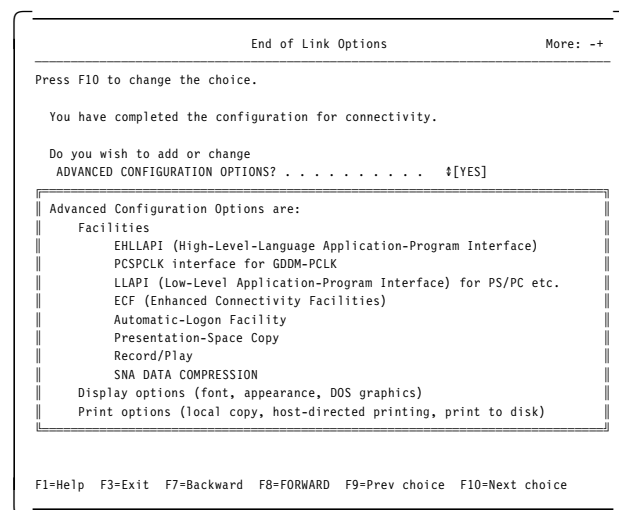 End of Link Options More: -+
Press F10 to change the choice.
You have completed the configuration for connectivity.
Do you wish to add or change
ADVANCED CONFIGURATION OPTIONS? . . . . . . . . . . ⇕[YES]
Advanced Configuration Options are:
Facilities
EHLLAPI (High-Level-Language Application-Program Interface)
PCSPCLK interface for GDDM-PCLK
LLAPI (Low-Level Application-Program Interface) for PS/PC etc.
ECF (Enhanced Connectivity Facilities)
Automatic-Logon Facility
Presentation-Space Copy
Record/Play
SNA DATA COMPRESSION
Display options (font, appearance, DOS graphics)
Print options (local copy, host-directed printing, print to disk)
F1=Help F3=Exit F7=Backward F8=FORWARD F9=Prev choice F10=Next choice